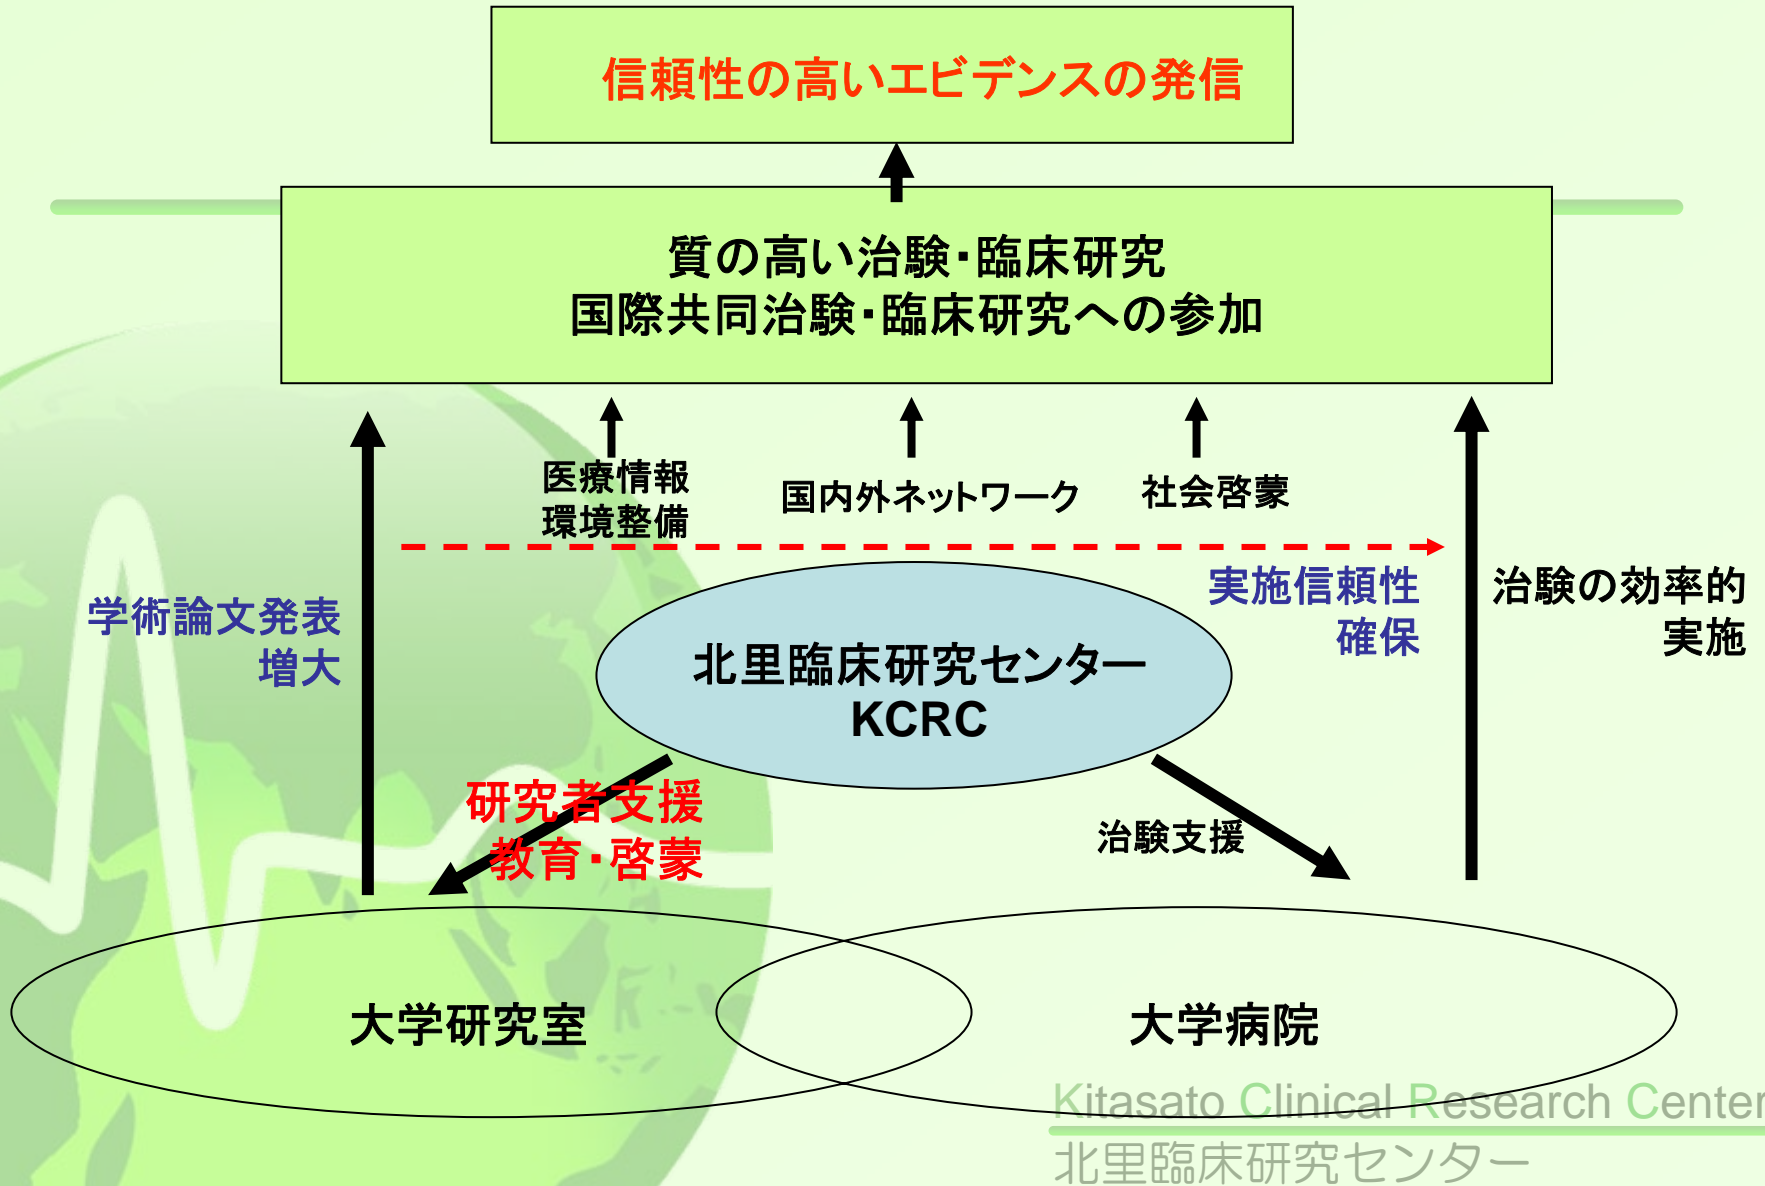 信頼性の高いエビデンスの発信
質の高い治験・臨床研究
国際共同治験・臨床研究への参加
医療情報
環境整備
国内外ネットワーク
社会啓蒙
学術論文発表
増大
実施信頼性
確保
治験の効率的
実施
北里臨床研究センター
KCRC
研究者支援
教育・啓蒙
治験支援
大学研究室
大学病院
Kitasato Clinical Research Center
北里臨床研究センター